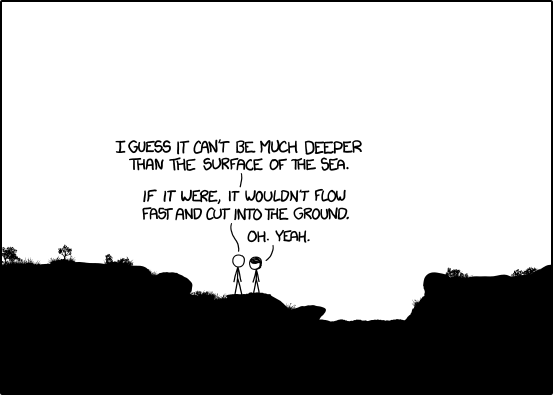 I GUESS IT CAN'T BE MUCH DEEPER
THAN THE SURFACE OF THE SEA.
IF IT WERE, IT WOULDN'T FLOW
FAST AND CUT INTO THE GROUND.
OH. YEAH.